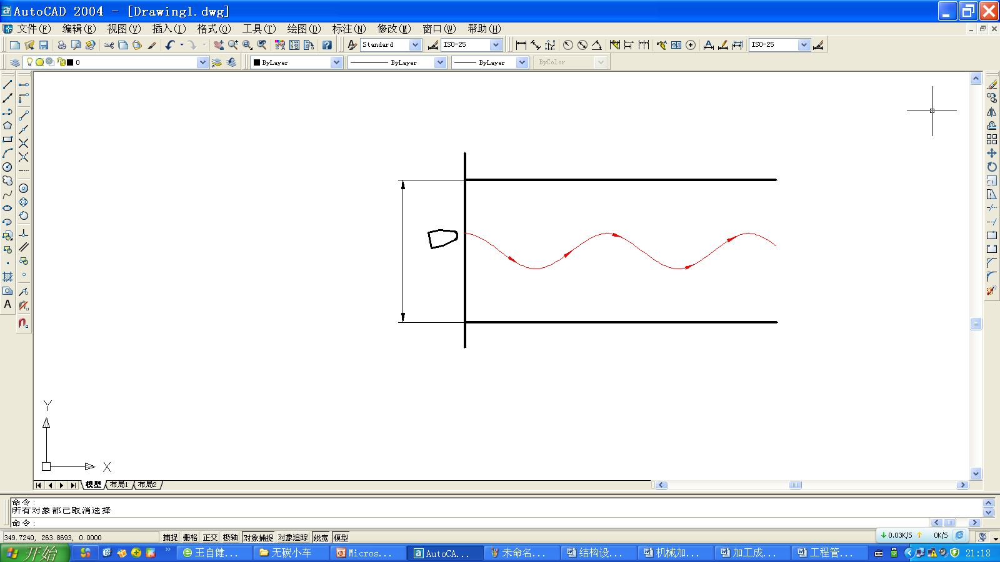 AutoCAD 2004 - [Drawing1.dwg]
文件(F) 编辑(E) 视图(V) 插入(I) 格式(O) 工具(T) 绘图(D) 标注(N) 修改(M) 窗口(W) 帮助(H)
Standard ISO-25 ISO-25
0 ByLayer ByLayer ByLayer ByColor
A
Y
X
模型 布局1 布局2
命令:
所有对象都已取消选择
命令:
349.7240, 263.8693, 0.0000 捕捉 栅格 正交 极轴 对象捕捉 对象追踪 线宽 模型
0.03K/S 0K/S
开始 王自健... 无碳小车 Micros... AutoCA... 未命名... 结构设... 机械加... 加工成... 工程管... 21:18